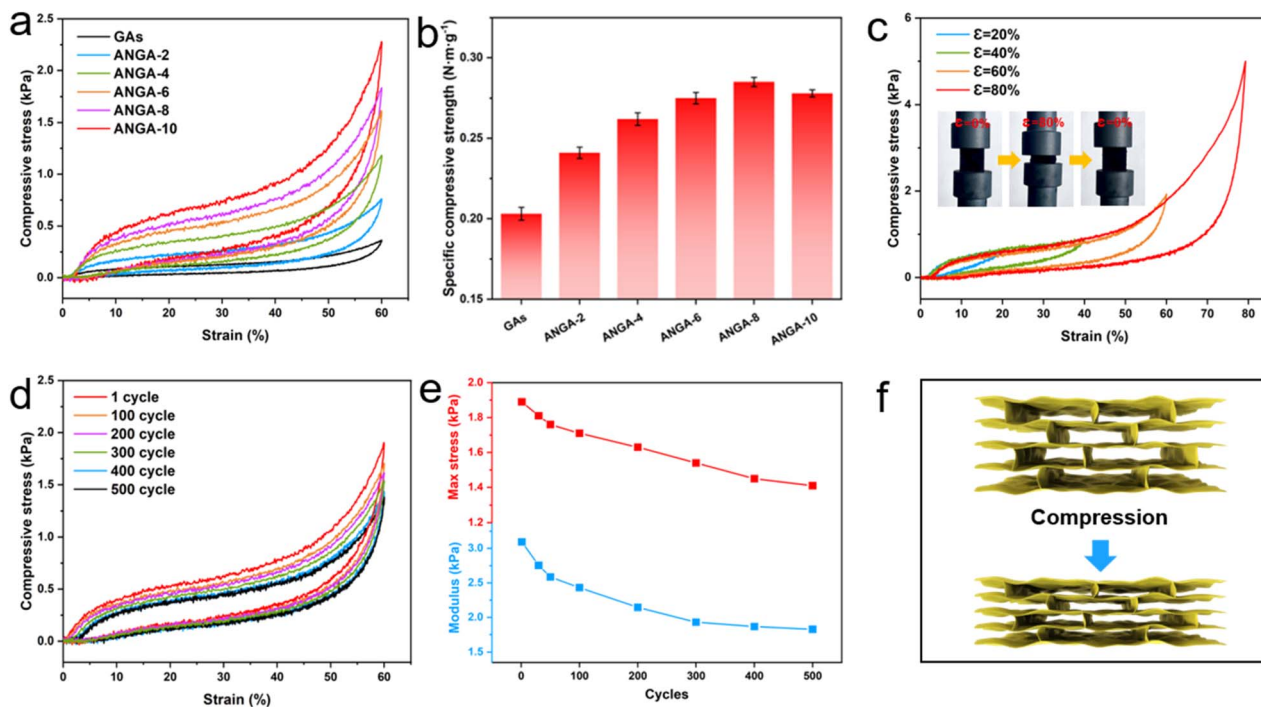 a
Compressive stress (kPa)
2.5
2.0
1.5
1.0
0.5
0.0
GAs
ANGA-2
ANGA-4
ANGA-6
ANGA-8
ANGA-10
0 10 20 30 40 50 60
Strain (%)
b
Specific compressive strength (N·m·g⁻¹)
0.30
0.25
0.20
0.15
GAs ANGA-2 ANGA-4 ANGA-6 ANGA-8 ANGA-10
c
Compressive stress (kPa)
6
4
2
0
Ɛ=20%
Ɛ=40%
Ɛ=60%
Ɛ=80%
ε=0% ε=80% ε=0%
0 10 20 30 40 50 60 70 80
Strain (%)
d
Compressive stress (kPa)
2.5
2.0
1.5
1.0
0.5
0.0
1 cycle
100 cycle
200 cycle
300 cycle
400 cycle
500 cycle
0 10 20 30 40 50 60
Strain (%)
e
Max stress (kPa)
2.0
1.8
1.6
1.4
1.2
Modulus (kPa)
3.0
2.5
2.0
1.5
0 100 200 300 400 500
Cycles
f
Compression